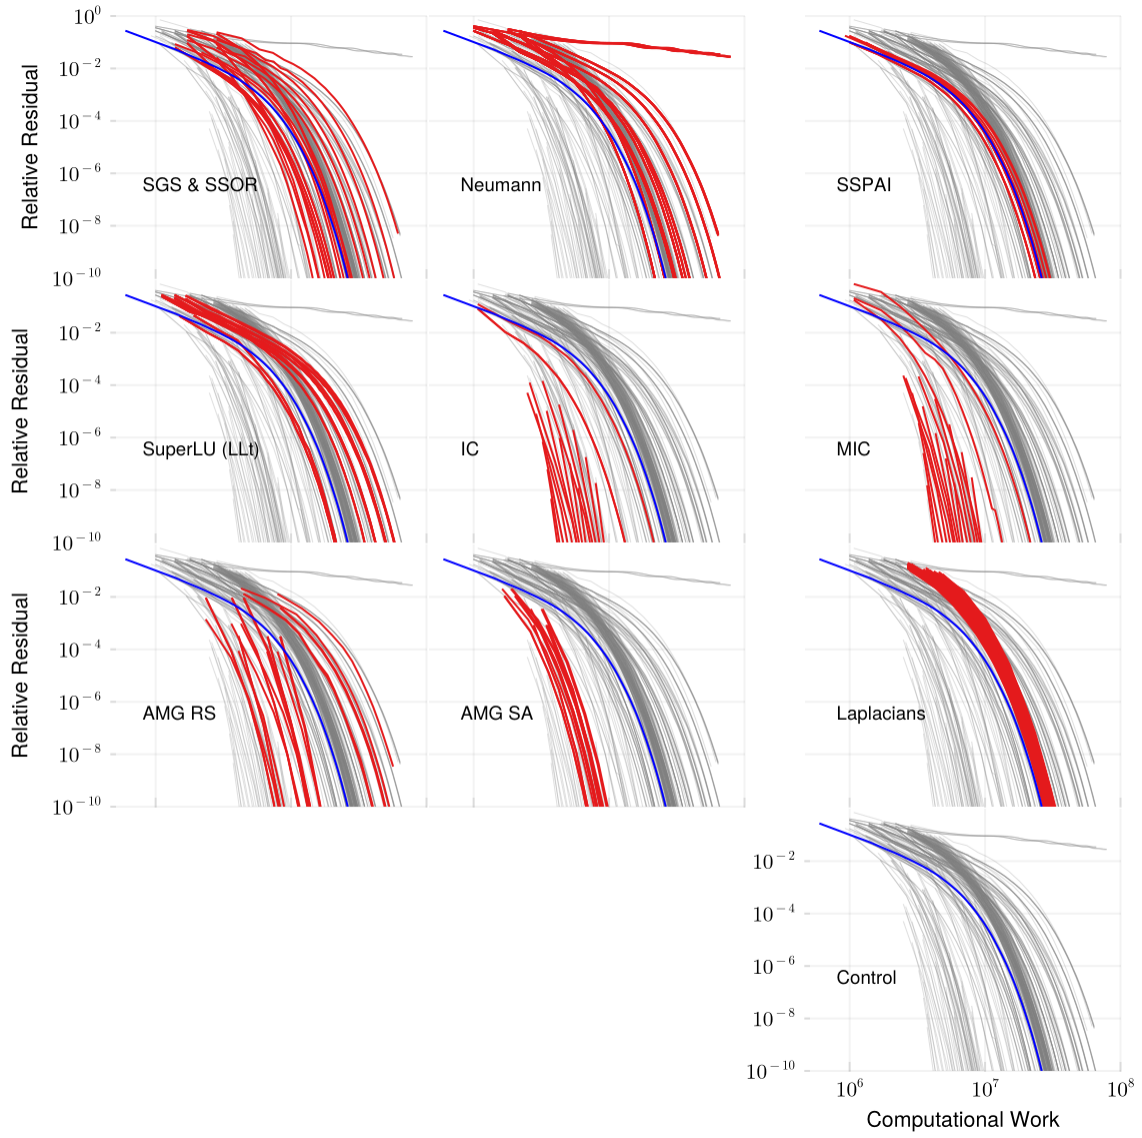 10^0
10^−2
10^−4
10^−6
10^−8
10^−10
Relative Residual
SGS & SSOR
Neumann
SSPAI
10^−2
10^−4
10^−6
10^−8
10^−10
Relative Residual
SuperLU (LLt)
IC
MIC
10^−2
10^−4
10^−6
10^−8
10^−10
Relative Residual
AMG RS
AMG SA
Laplacians
10^−2
10^−4
10^−6
10^−8
10^−10
Control
10^6 10^7 10^8
Computational Work